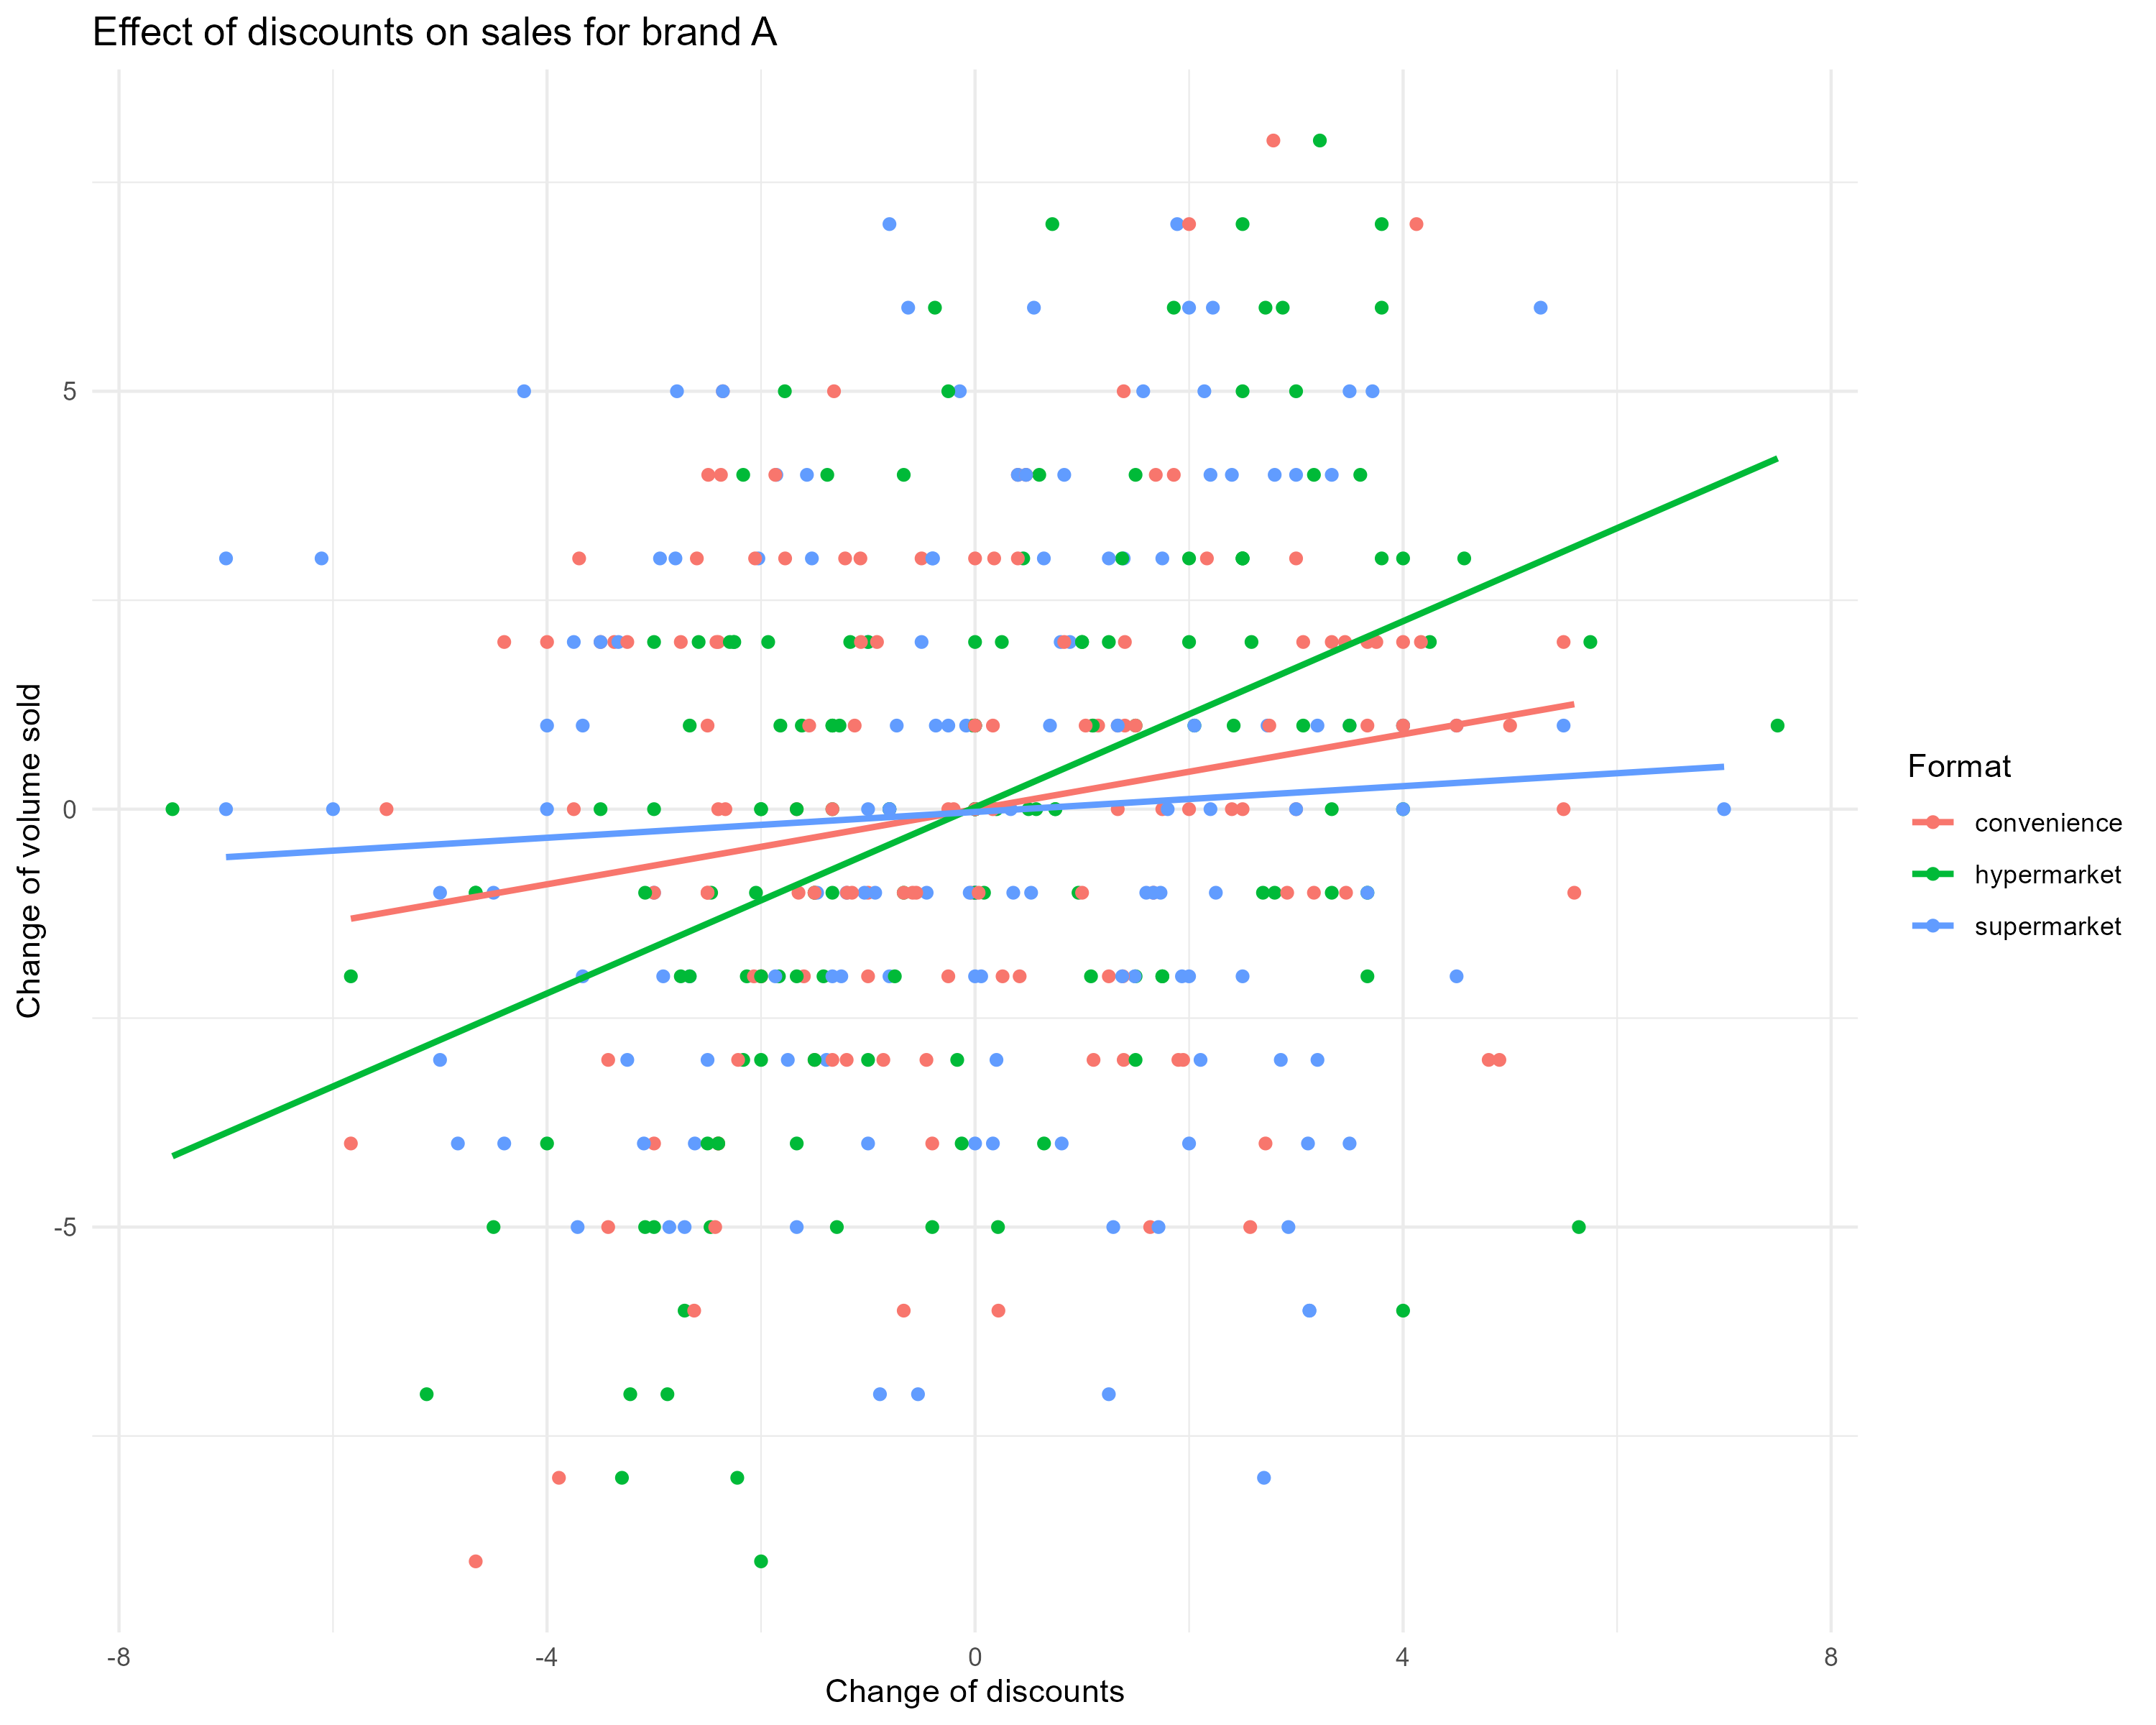 Effect of discounts on sales for brand A
Change of volume sold
5
0
-5
-8
-4
0
4
8
Change of discounts
Format
convenience
hypermarket
supermarket